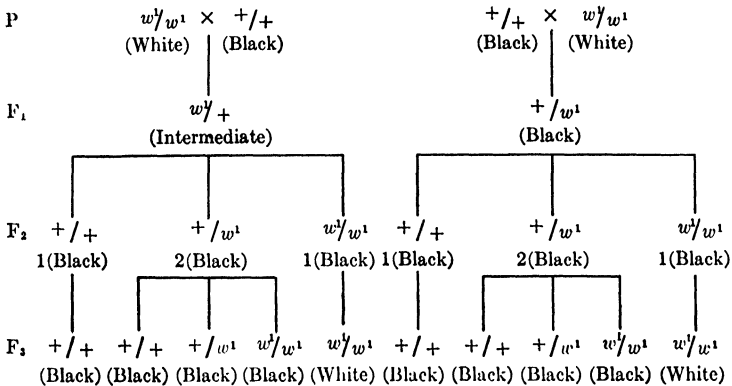 P w¹/w¹ × +/+ +/+ × w¹/w¹
(White) (Black) (Black) (White)
F₁ w¹/+ +/w¹
(Intermediate) (Black)
F₂ +/+ +/w¹ w¹/w¹ +/+ +/w¹ w¹/w¹
1(Black) 2(Black) 1(Black) 1(Black) 2(Black) 1(Black)
F₃ +/+ +/+ +/w¹ w¹/w¹ w¹/w¹ +/+ +/+ +/w¹ w¹/w¹ w¹/w¹
(Black) (Black) (Black) (Black) (White) (Black) (Black) (Black) (Black) (White)